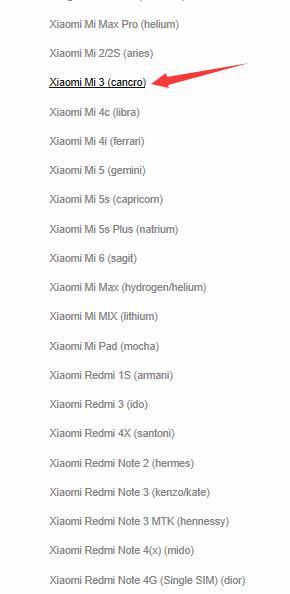 Xiaomi Mi Max Pro (helium)
Xiaomi Mi 2/2S (aries)
Xiaomi Mi 3 (cancro)
Xiaomi Mi 4c (libra)
Xiaomi Mi 4i (ferrari)
Xiaomi Mi 5 (gemini)
Xiaomi Mi 5s (capricorn)
Xiaomi Mi 5s Plus (natrium)
Xiaomi Mi 6 (sagit)
Xiaomi Mi Max (hydrogen/helium)
Xiaomi Mi MIX (lithium)
Xiaomi Mi Pad (mocha)
Xiaomi Redmi 1S (armani)
Xiaomi Redmi 3 (ido)
Xiaomi Redmi 4X (santoni)
Xiaomi Redmi Note 2 (hermes)
Xiaomi Redmi Note 3 (kenzo/kate)
Xiaomi Redmi Note 3 MTK (hennessy)
Xiaomi Redmi Note 4(x) (mido)
Xiaomi Redmi Note 4G (Single SIM) (dior)